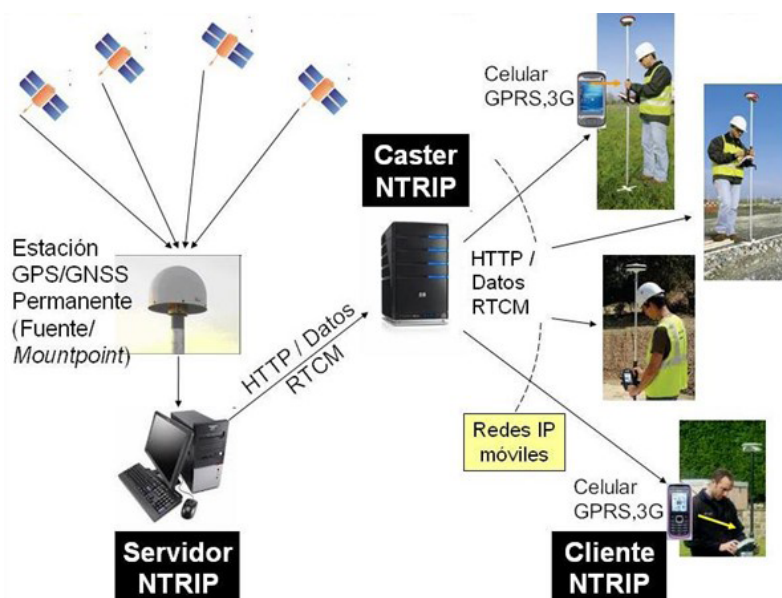 Celular
GPRS,3G
Caster
NTRIP
Estación
GPS/GNSS
Permanente
(Fuente/
Mountpoint)
HTTP / Datos
RTCM
HTTP /
Datos
RTCM
Redes IP
móviles
Celular
GPRS,3G
Servidor
NTRIP
Cliente
NTRIP